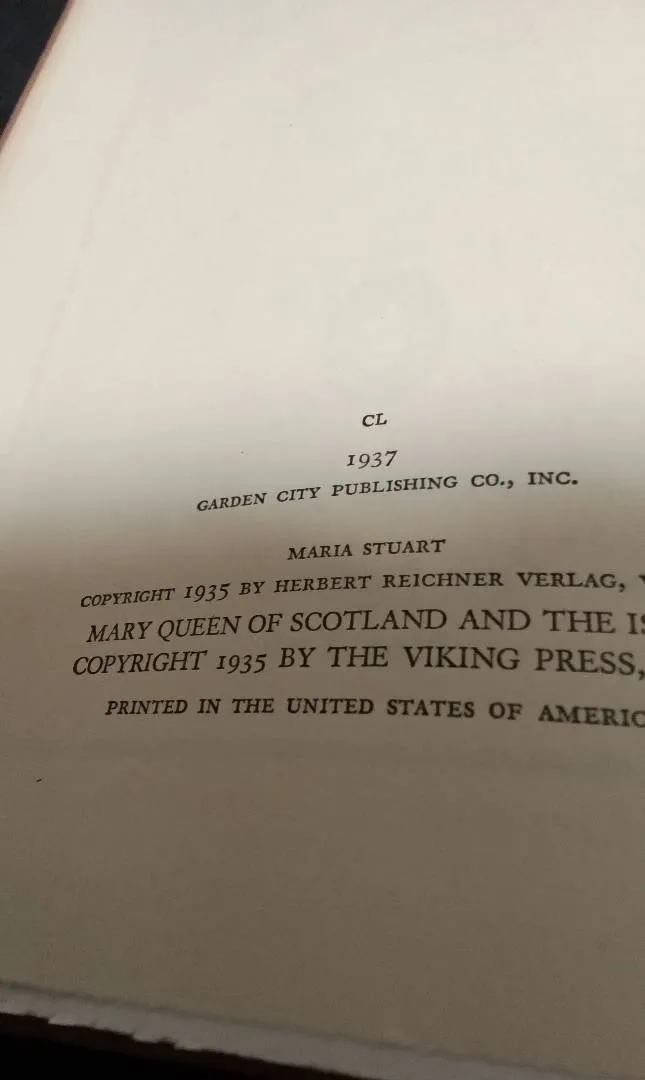 CL
1937
GARDEN CITY PUBLISHING CO., INC.
MARIA STUART
COPYRIGHT 1935 BY HERBERT REICHNER VERLAG,
MARY QUEEN OF SCOTLAND AND THE
COPYRIGHT 1935 BY THE VIKING PRESS,
PRINTED IN THE UNITED STATES OF